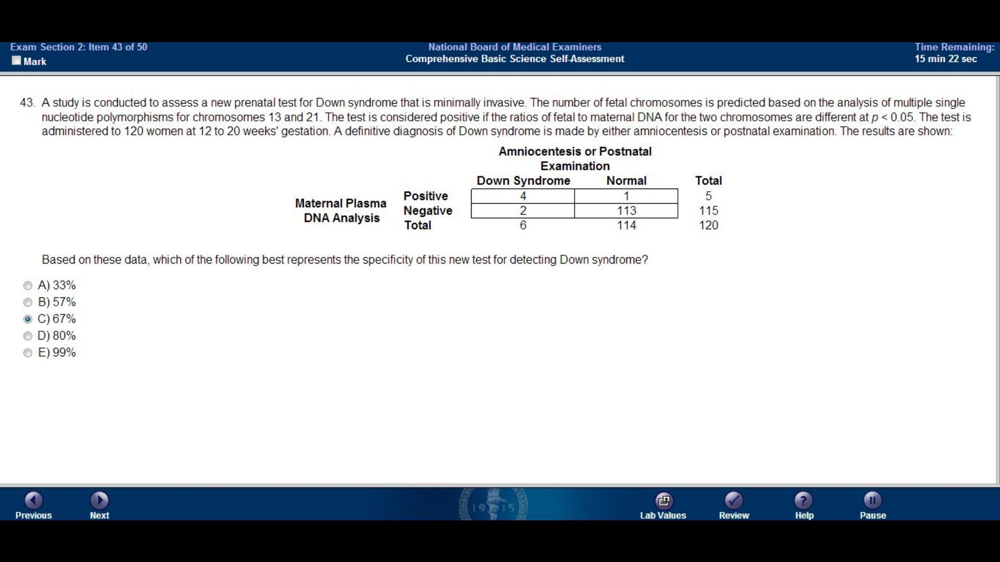 Exam Section 2: Item 43 of 50
Mark
National Board of Medical Examiners
Comprehensive Basic Science Self-Assessment
Time Remaining:
15 min 22 sec
43. A study is conducted to assess a new prenatal test for Down syndrome that is minimally invasive. The number of fetal chromosomes is predicted based on the analysis of multiple single
nucleotide polymorphisms for chromosomes 13 and 21. The test is considered positive if the ratios of fetal to maternal DNA for the two chromosomes are different at p < 0.05. The test is
administered to 120 women at 12 to 20 weeks' gestation. A definitive diagnosis of Down syndrome is made by either amniocentesis or postnatal examination. The results are shown:
Amniocentesis or Postnatal
Examination
Down Syndrome Normal Total
Maternal Plasma
DNA Analysis
Positive 4 1 5
Negative 2 113 115
Total 6 114 120
Based on these data, which of the following best represents the specificity of this new test for detecting Down syndrome?
A) 33%
B) 57%
C) 67%
D) 80%
E) 99%
Previous
Next
1915
Lab Values
Review
Help
Pause